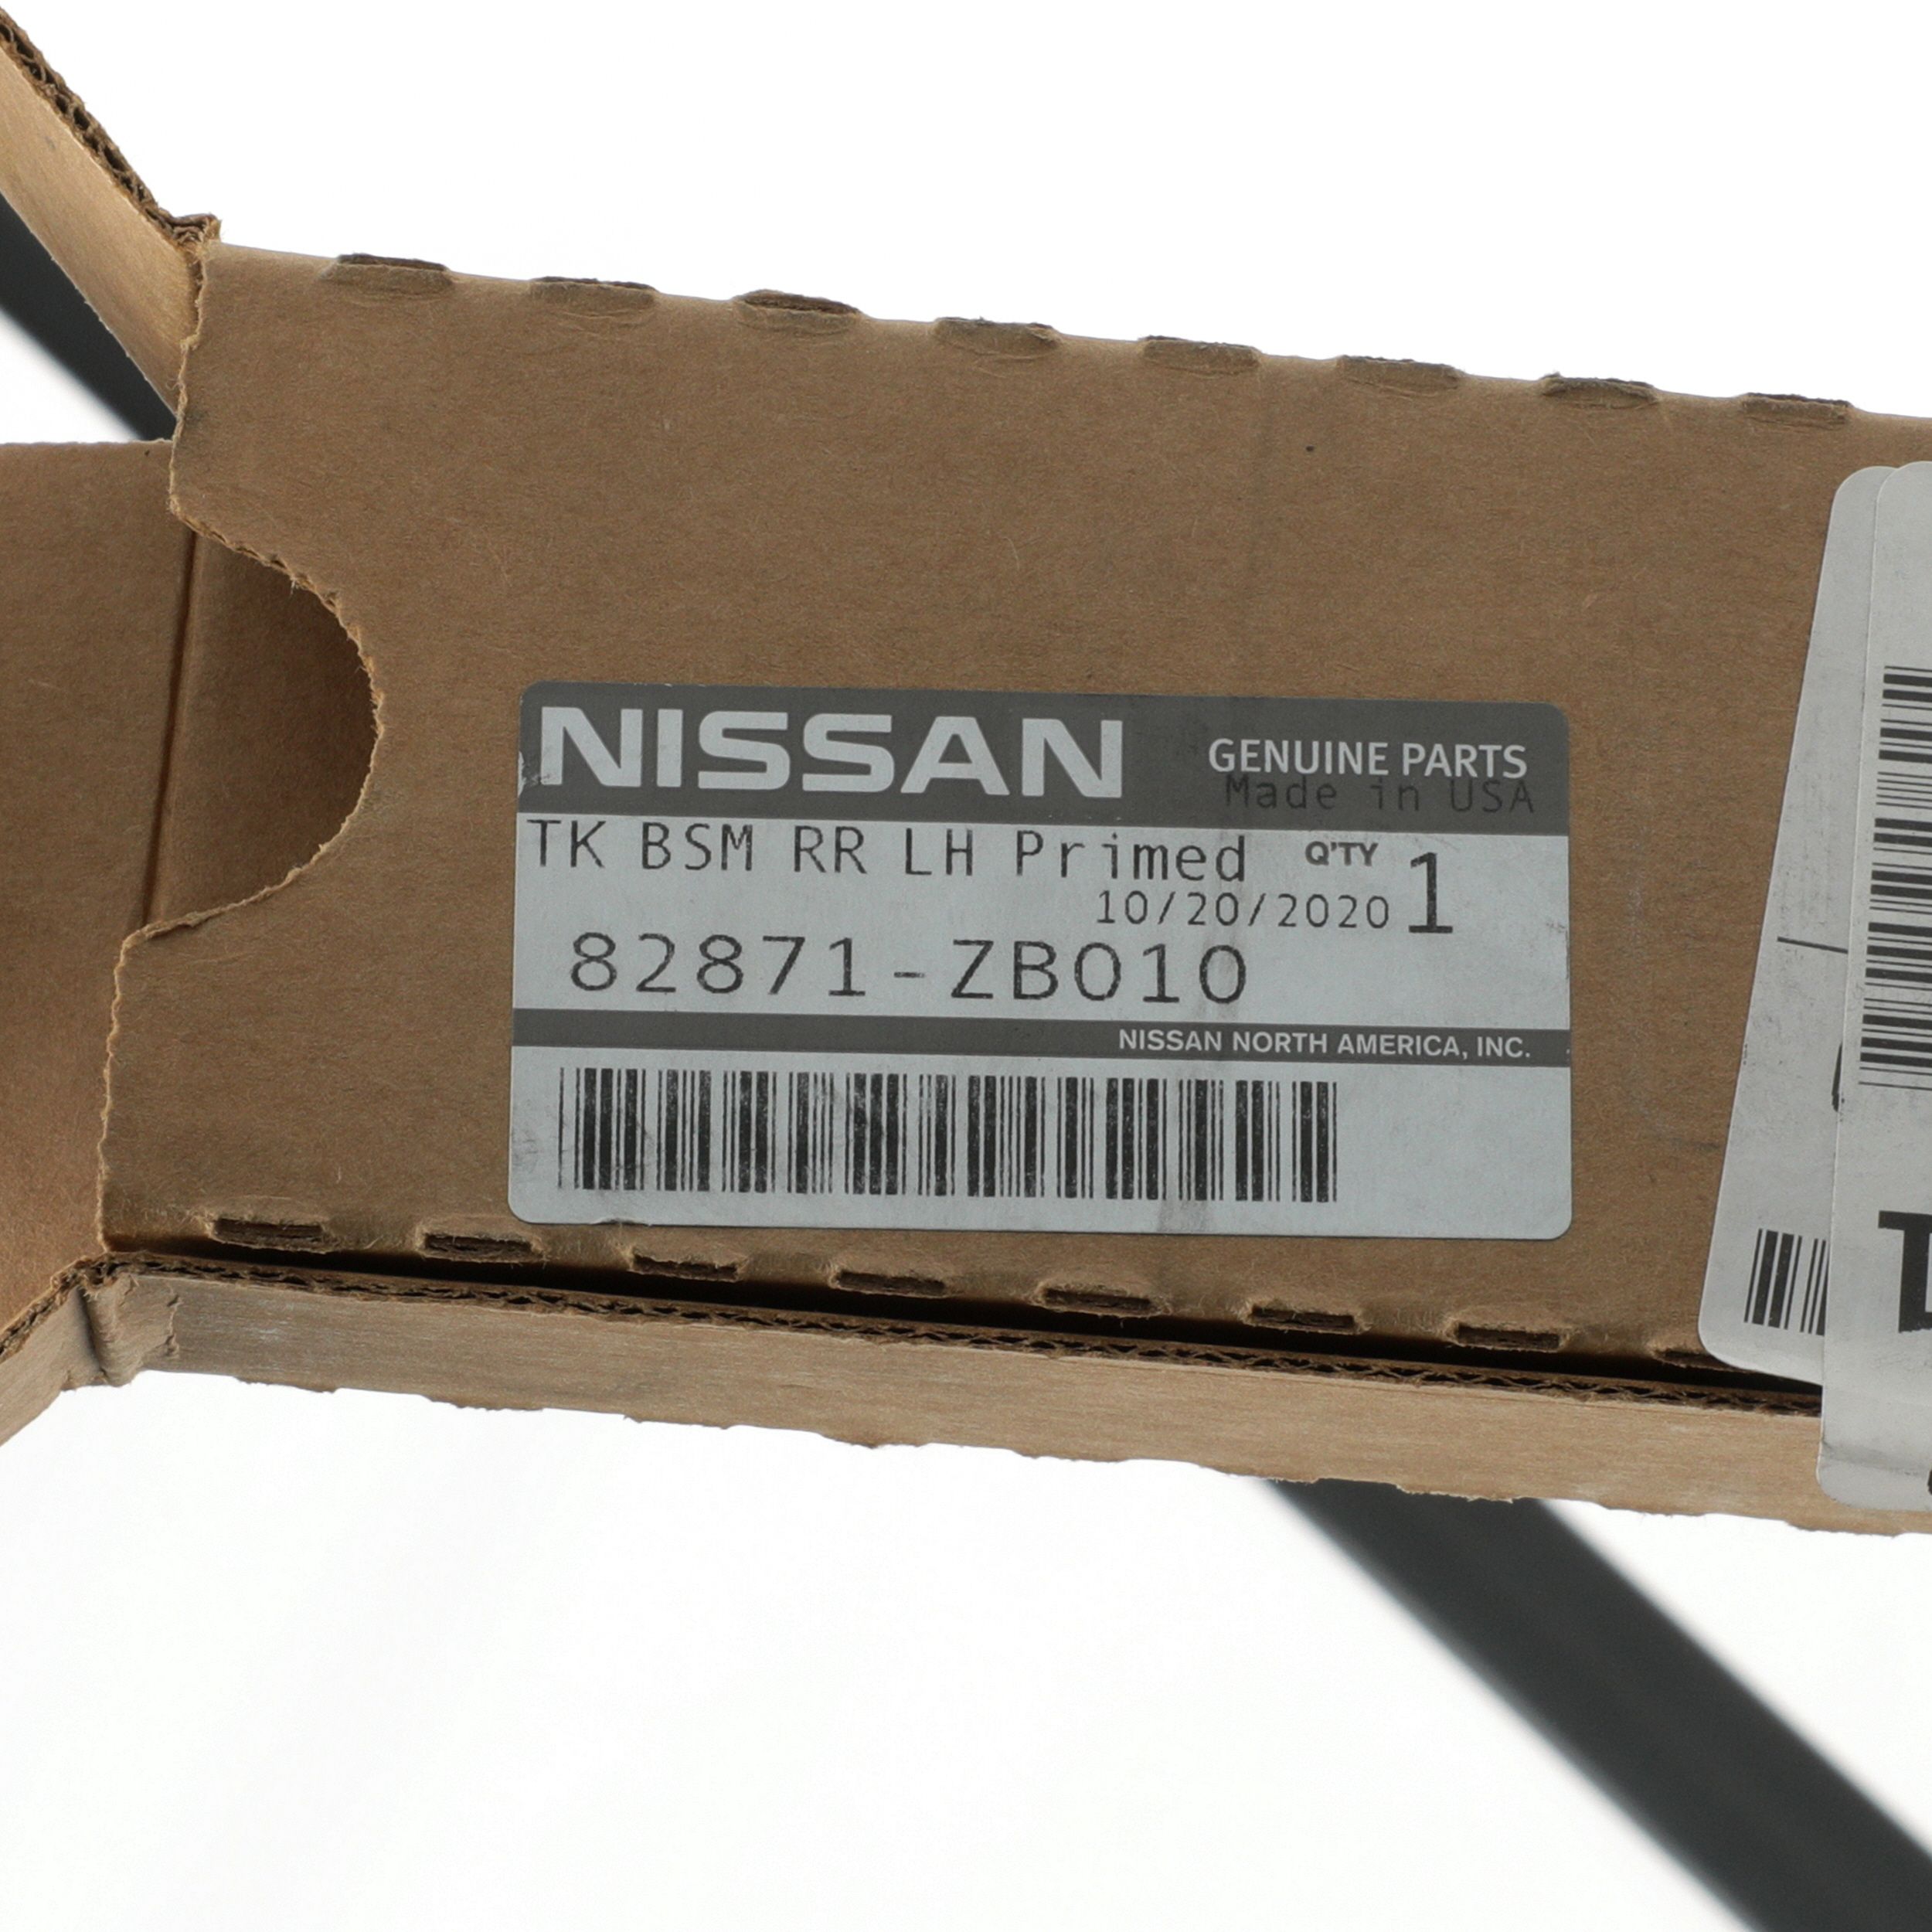 NISSAN GENUINE PARTS
Made in USA
TK BSM RR LH Primed Q'TY 1
10/20/2020
82871-ZB010
NISSAN NORTH AMERICA, INC.